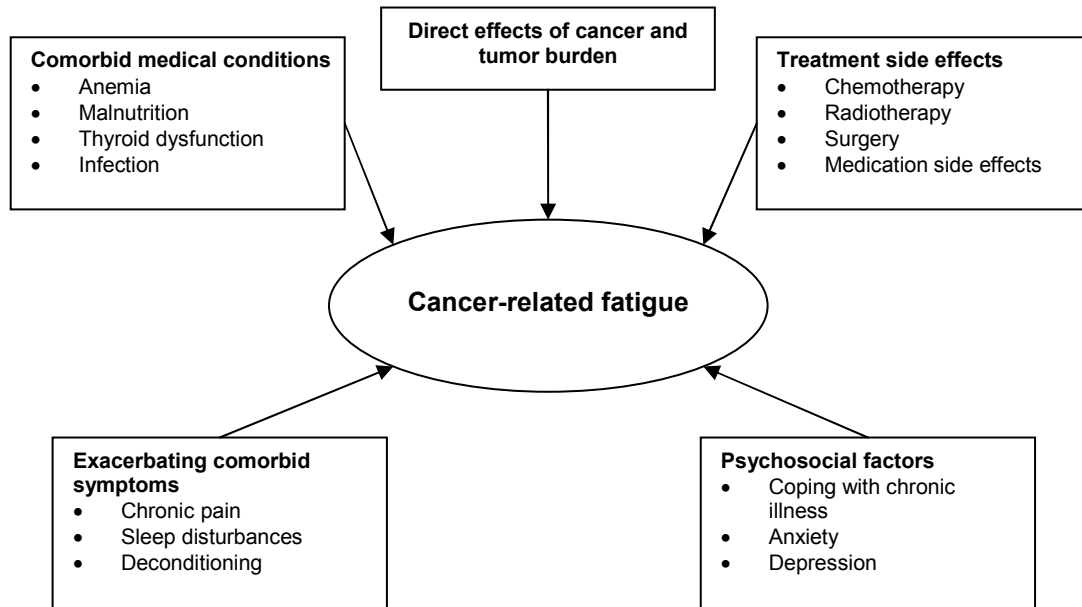 Direct effects of cancer and
tumor burden
Comorbid medical conditions
• Anemia
• Malnutrition
• Thyroid dysfunction
• Infection
Treatment side effects
• Chemotherapy
• Radiotherapy
• Surgery
• Medication side effects
Cancer-related fatigue
Exacerbating comorbid
symptoms
• Chronic pain
• Sleep disturbances
• Deconditioning
Psychosocial factors
• Coping with chronic
illness
• Anxiety
• Depression